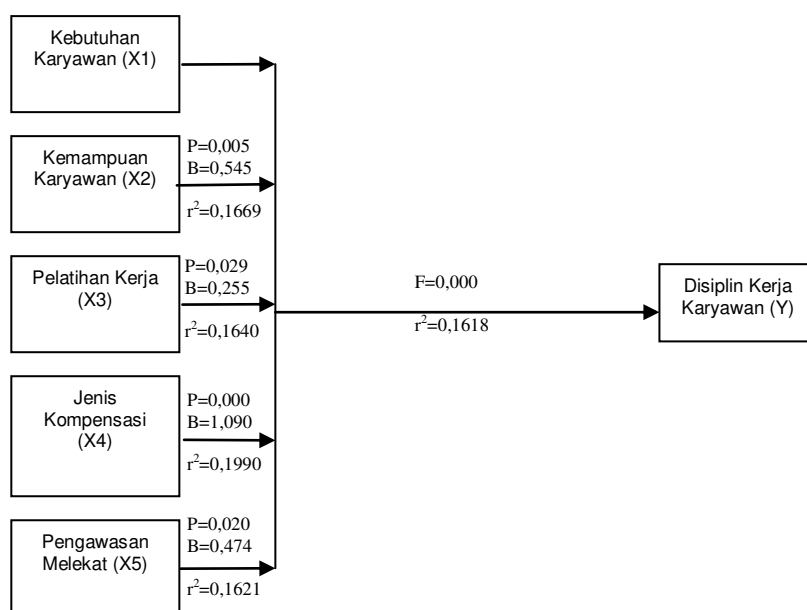 Kebutuhan
Karyawan (X1)
Kemampuan
Karyawan (X2)
P=0,005
B=0,545
r²=0,1669
Pelatihan Kerja
(X3)
P=0,029
B=0,255
r²=0,1640
F=0,000
r²=0,1618
Disiplin Kerja
Karyawan (Y)
Jenis
Kompensasi
(X4)
P=0,000
B=1,090
r²=0,1990
Pengawasan
Melekat (X5)
P=0,020
B=0,474
r²=0,1621